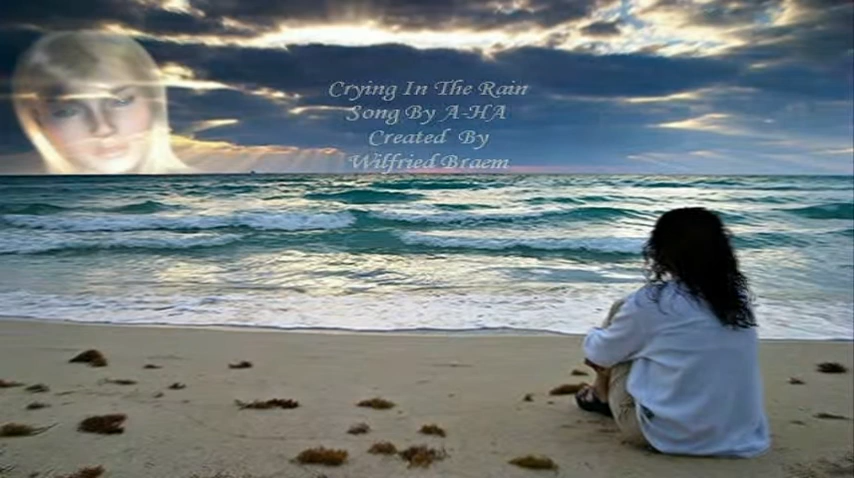 Crying In The Rain
Song By A-HA
Created By
Wilfried Braem